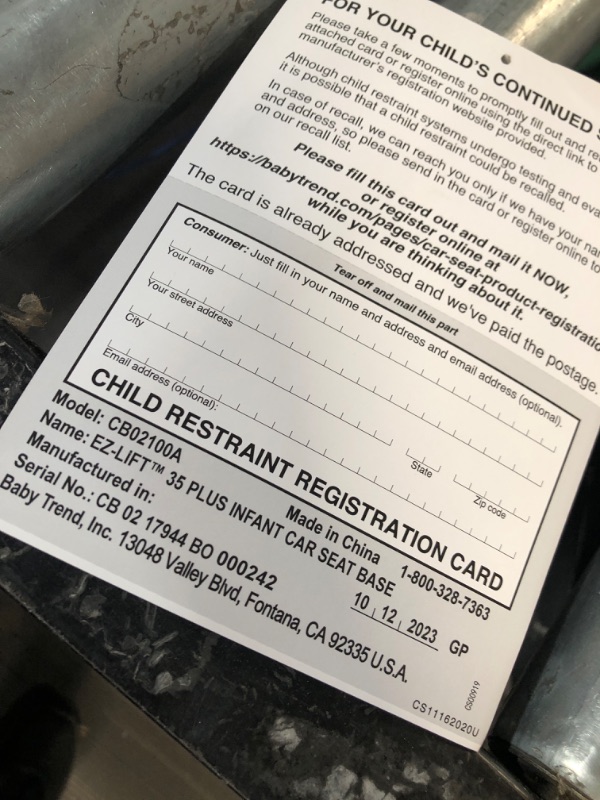 FOR YOUR CHILD'S CONTINUED
Please take a few moments to promptly fill out and
attached card or register online using the direct link to
manufacturer's registration website provided.
Although child restraint systems undergo testing and
it is possible that a child restraint could be recalled.
In case of recall, we can reach you only if we have your
and address, so please send in the card or register online to
on our recall list.
Please fill this card out and mail it NOW,
or register online at
https://babytrend.com/pages/car-seat-product-registratio
while you are thinking about it.
The card is already addressed and we've paid the postage.
Tear off and mail this part
Consumer: Just fill in your name and address and email address (optional).
Your name
Your street address
City
State
Zip code
Email address (optional):
CHILD RESTRAINT REGISTRATION CARD
Model: CB02100A
Made in China 1-800-328-7363
Name: EZ-LIFT™ 35 PLUS INFANT CAR SEAT BASE
Manufactured in: 10 | 12 | 2023 GP
Serial No.: CB 02 17944 BO 000242
Baby Trend, Inc. 13048 Valley Blvd, Fontana, CA 92335 U.S.A.
CS11162020U
CS00919